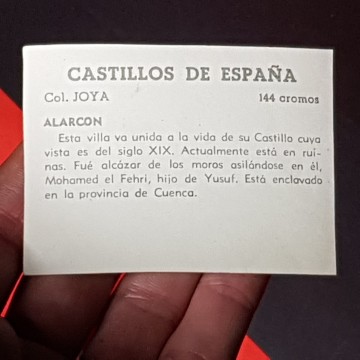 CASTILLOS DE ESPAÑA
Col. JOYA 144 cromos
ALARCON
Esta villa va unida a la vida de su Castillo cuya
vista es del siglo XIX. Actualmente está en rui-
nas. Fué alcázar de los moros asilándose en él,
Mohamed el Fehri, hijo de Yusuf. Está enclavado
en la provincia de Cuenca.